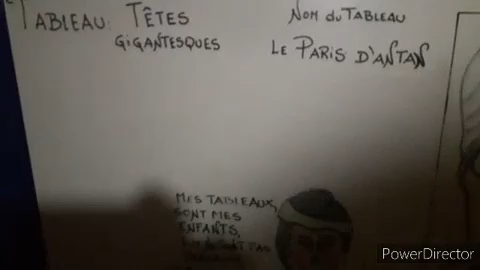 TABLEAU: TÊTES
GIGANTESQUES
NOM DU TABLEAU
LE PARIS D'ANTAN
MES TABLEAUX,
SONT MES
ENFANTS,
PowerDirector